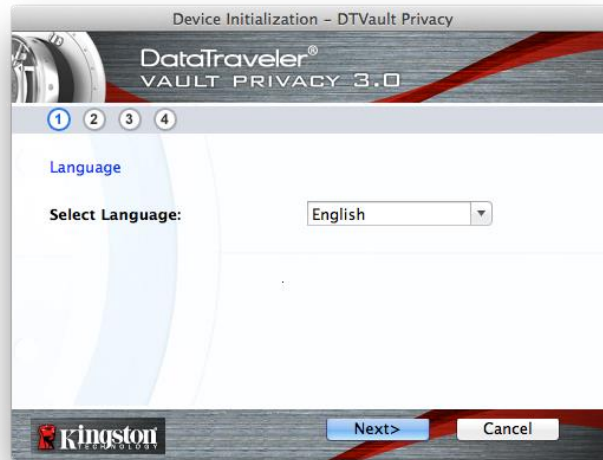 Device Initialization – DTVault Privacy
DataTraveler®
VAULT PRIVACY 3.0
1 2 3 4
Language
Select Language: English
Kingston
TECHNOLOGY
Next> Cancel